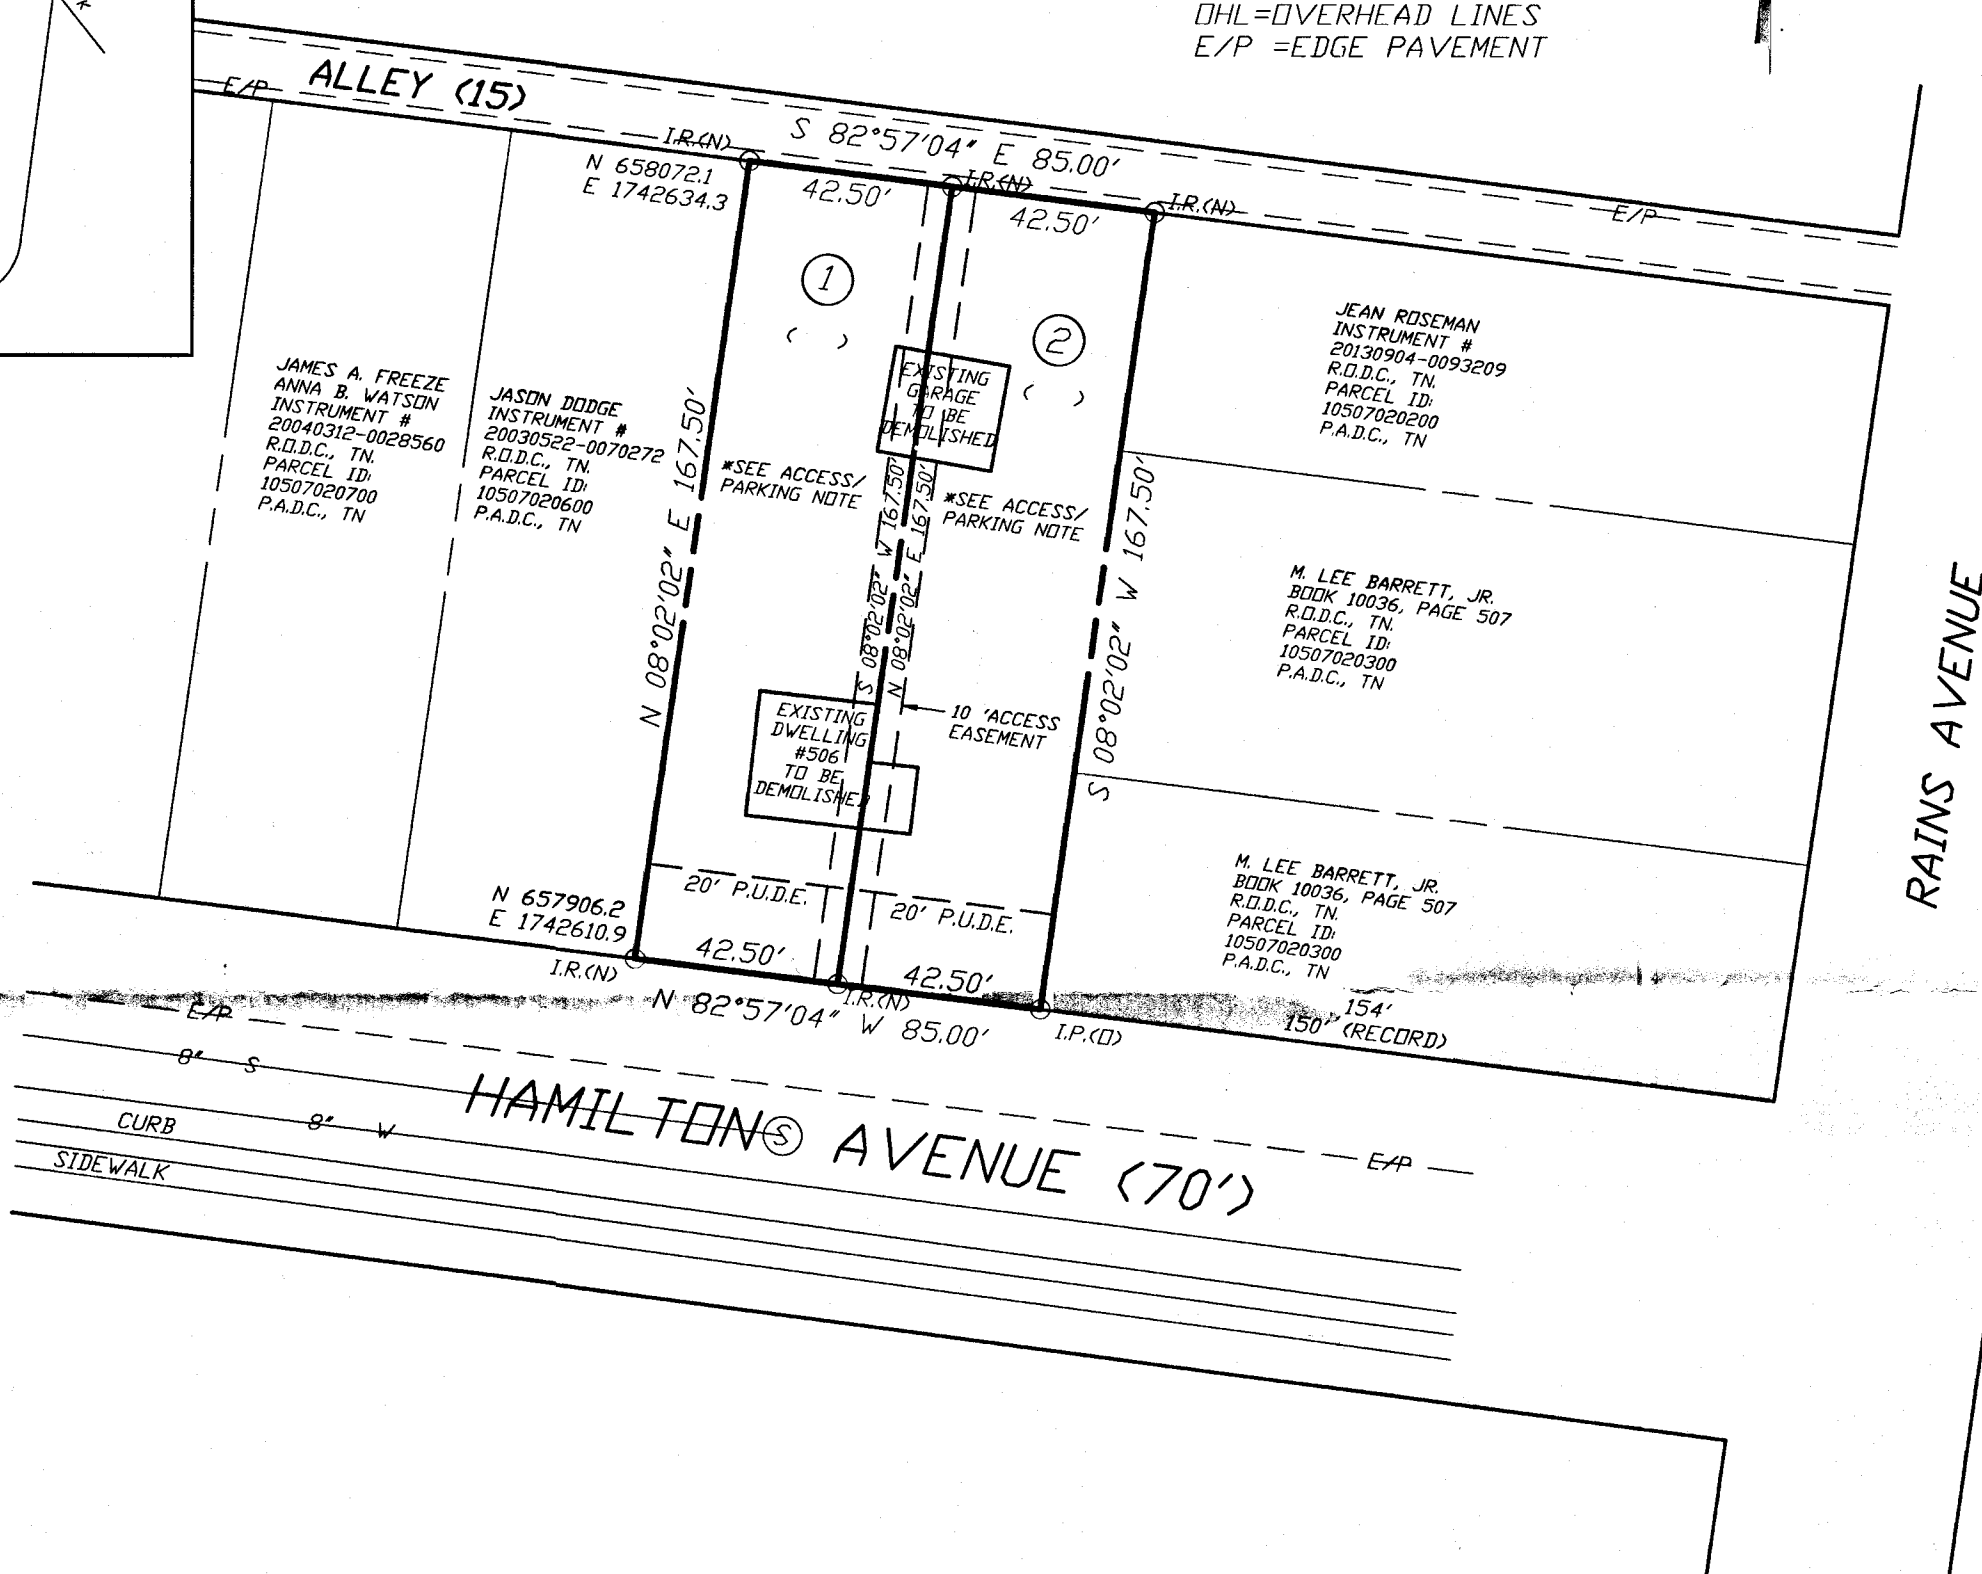 OHL=OVERHEAD LINES
E/P =EDGE PAVEMENT
E/P
ALLEY (15)
I.R.(N)
S 82°57'04" E 85.00'
N 658072.1
E 1742634.3
42.50'
I.R.(N)
42.50'
I.R.(N)
E/P
1
( )
2
( )
EXISTING
GARAGE
TO BE
DEMOLISHED
JEAN ROSEMAN
INSTRUMENT #
20130904-0093209
R.O.D.C., TN.
PARCEL ID:
10507020200
P.A.D.C., TN
JAMES A. FREEZE
ANNA B. WATSON
INSTRUMENT #
20040312-0028560
R.O.D.C., TN.
PARCEL ID:
10507020700
P.A.D.C., TN
JASON DODGE
INSTRUMENT #
20030522-0070272
R.O.D.C., TN.
PARCEL ID:
10507020600
P.A.D.C., TN
N 08°02'02" E 167.50'
*SEE ACCESS/
PARKING NOTE
S 08°02'02" W 167.50'
N 08°02'02" E 167.50'
*SEE ACCESS/
PARKING NOTE
S 08°02'02" W 167.50'
M. LEE BARRETT, JR.
BOOK 10036, PAGE 507
R.O.D.C., TN.
PARCEL ID:
10507020300
P.A.D.C., TN
RAINS AVENUE
EXISTING
DWELLING
#506
TO BE
DEMOLISHED
10 'ACCESS
EASEMENT
M. LEE BARRETT, JR.
BOOK 10036, PAGE 507
R.O.D.C., TN.
PARCEL ID:
10507020300
P.A.D.C., TN
N 657906.2
E 1742610.9
20' P.U.D.E.
20' P.U.D.E.
42.50'
42.50'
I.R.(N)
I.R.(N)
N 82°57'04" W 85.00'
I.P.(O)
154'
150' (RECORD)
E/P
8" S
HAMILTON AVENUE (70')
S
CURB
8" W
E/P
SIDEWALK